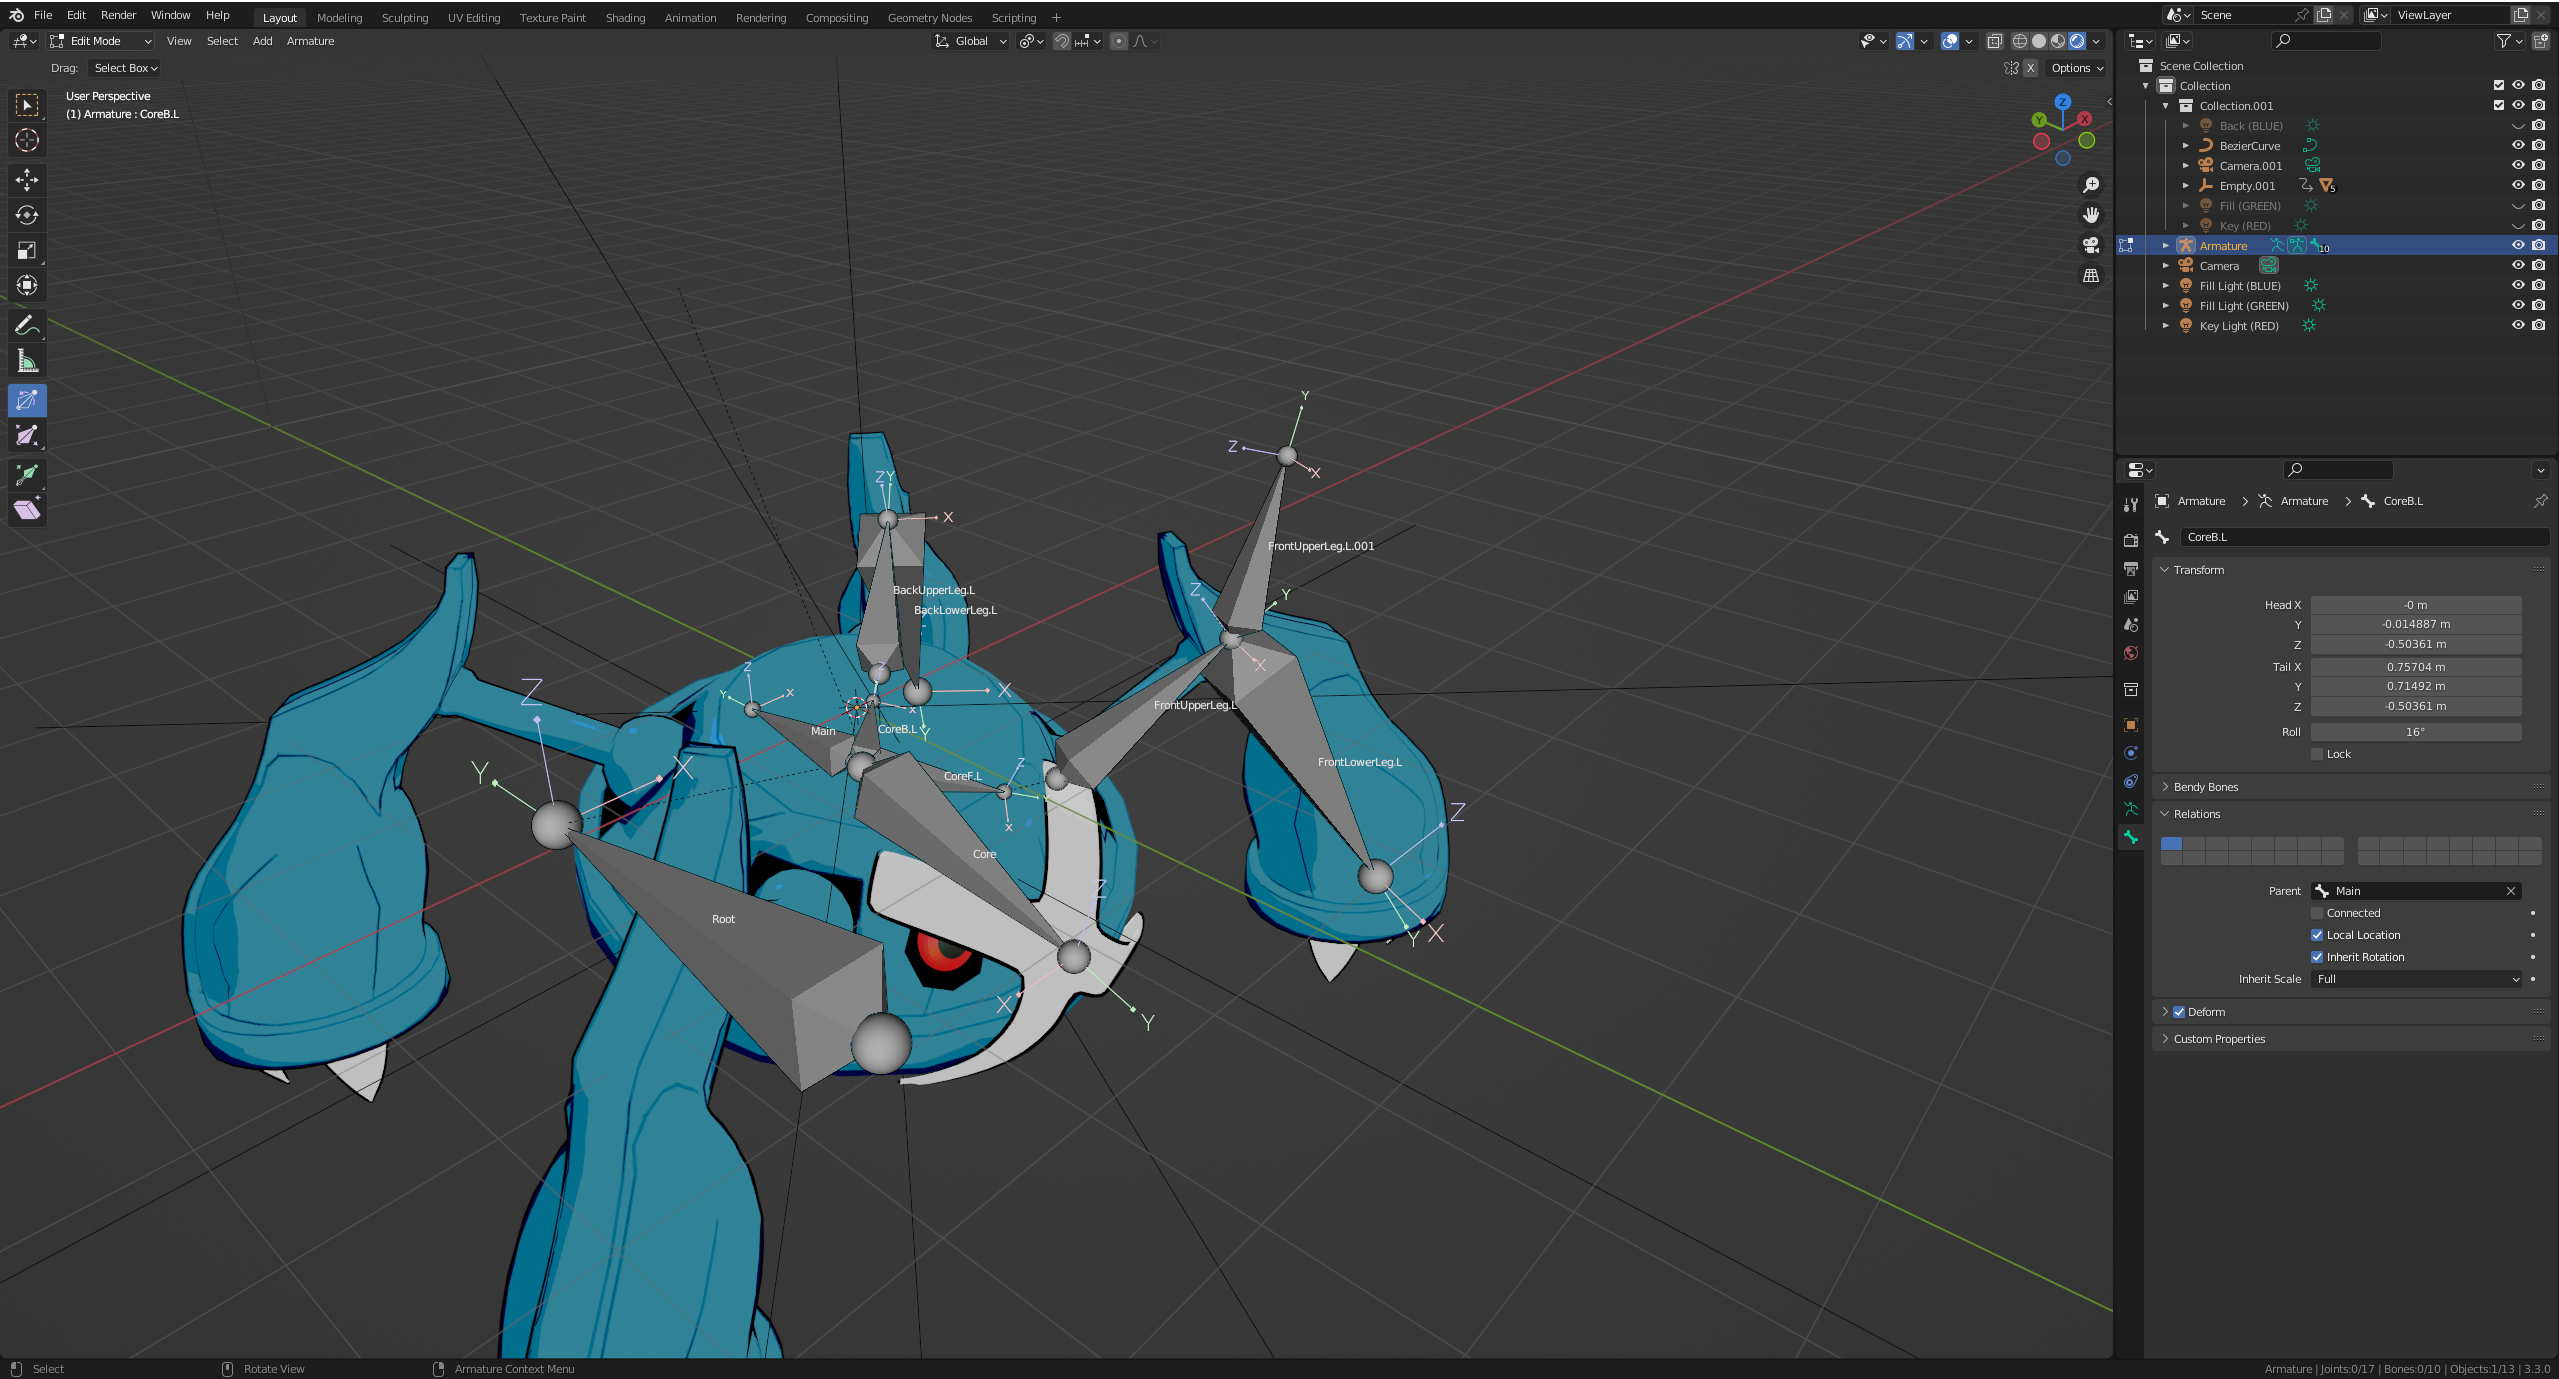 File Edit Render Window Help Layout Modeling Sculpting UV Editing Texture Paint Shading Animation Rendering Compositing Geometry Nodes Scripting + Scene ViewLayer
Edit Mode View Select Add Armature Global
Drag: Select Box X Options
User Perspective
(1) Armature : CoreB.L
Z
Y X
Y
Z
X
FrontUpperLeg.L.001
Z Y
X
BackUpperLeg.L
BackLowerLeg.L
Z Y
X
FrontUpperLeg.L
Z
Y X
Z
X
X
Y
Main
CoreB.L
CoreF.L
Z
Y
X
FrontLowerLeg.L
Z
Y X
Core
Root
Z
Y X
Z
X Y
Scene Collection
Collection
Collection.001
Back (BLUE)
BezierCurve
Camera.001
Empty.001 5
Fill (GREEN)
Key (RED)
Armature 10
Camera
Fill Light (BLUE)
Fill Light (GREEN)
Key Light (RED)
Armature > Armature > CoreB.L
CoreB.L
Transform
Head X -0 m
Y -0.014887 m
Z -0.50361 m
Tail X 0.75704 m
Y 0.71492 m
Z -0.50361 m
Roll 16°
Lock
Bendy Bones
Relations
Parent Main
Connected
Local Location
Inherit Rotation
Inherit Scale Full
Deform
Custom Properties
Select Rotate View Armature Context Menu Armature | Joints:0/17 | Bones:0/10 | Objects:1/13 | 3.3.0